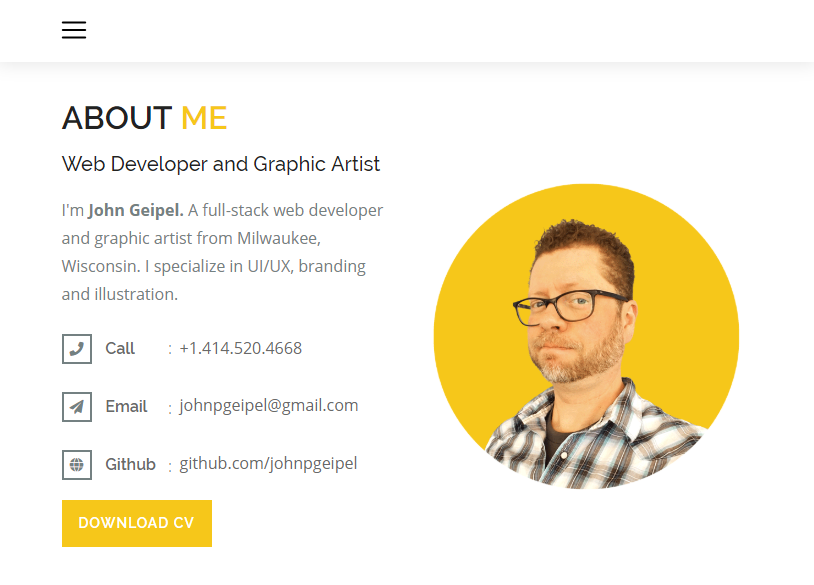 ABOUT ME
Web Developer and Graphic Artist
I'm John Geipel. A full-stack web developer
and graphic artist from Milwaukee,
Wisconsin. I specialize in UI/UX, branding
and illustration.
Call : +1.414.520.4668
Email : johnpgeipel@gmail.com
Github : github.com/johnpgeipel
DOWNLOAD CV